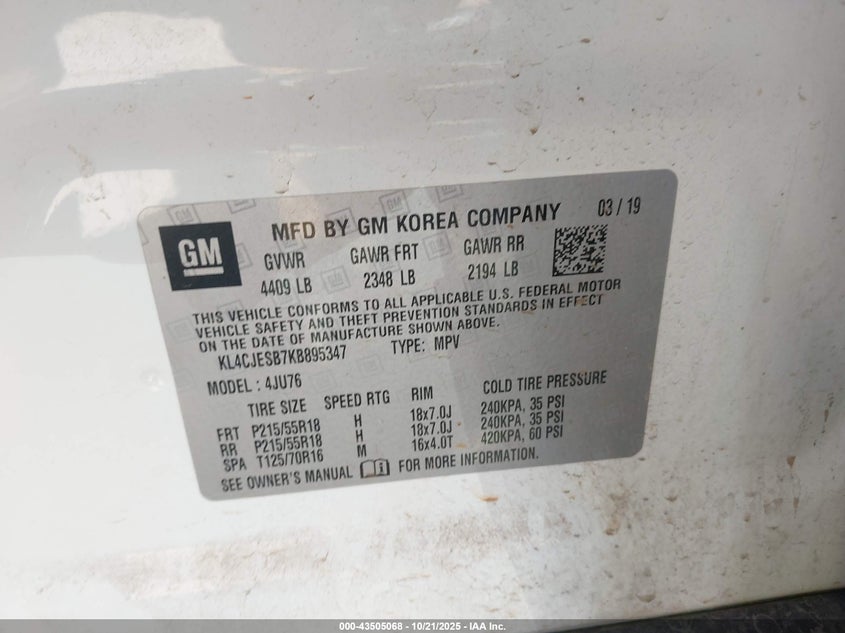 GM
MFD BY GM KOREA COMPANY 03 / 19
GVWR GAWR FRT GAWR RR
4409 LB 2348 LB 2194 LB
THIS VEHICLE CONFORMS TO ALL APPLICABLE U.S. FEDERAL MOTOR
VEHICLE SAFETY AND THEFT PREVENTION STANDARDS IN EFFECT
ON THE DATE OF MANUFACTURE SHOWN ABOVE.
KL4CJESB7KB895347 TYPE: MPV
MODEL : 4JU76
TIRE SIZE SPEED RTG RIM COLD TIRE PRESSURE
FRT P215/55R18 H 18x7.0J 240KPA, 35 PSI
RR P215/55R18 H 18x7.0J 240KPA, 35 PSI
SPA T125/70R16 M 16x4.0T 420KPA, 60 PSI
SEE OWNER'S MANUAL FOR MORE INFORMATION.
000-43505068 - 10/21/2025 - IAA Inc.